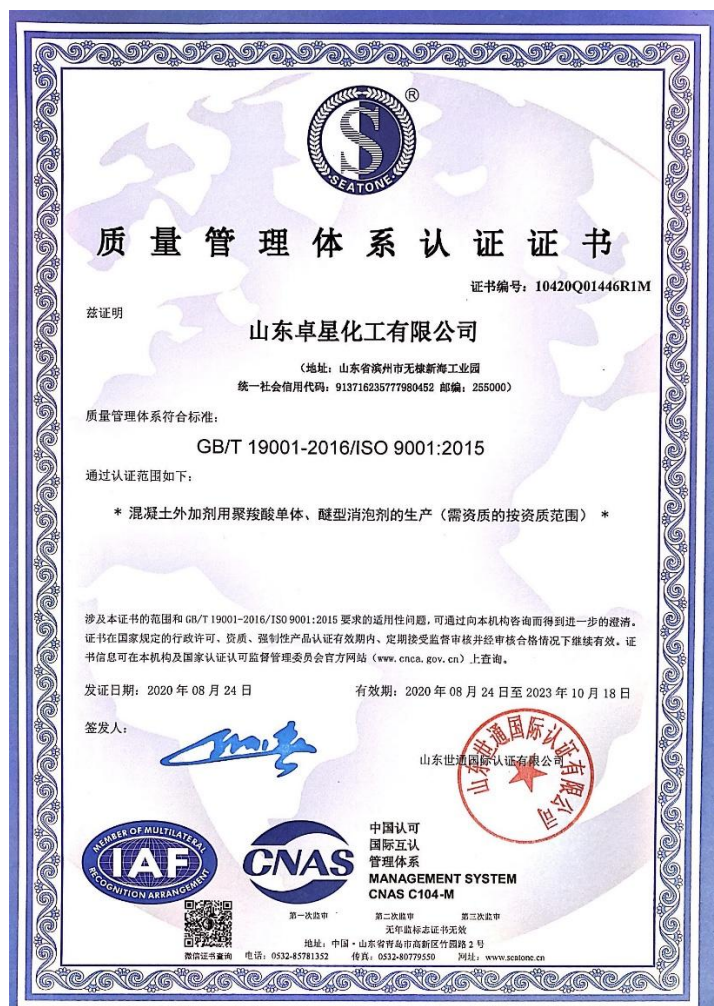 ®
S
SEATONE
质量管理体系认证证书
证书编号：10420Q01446R1M
兹证明
山东卓星化工有限公司
（地址：山东省滨州市无棣新海工业园
统一社会信用代码：913716235777980452 邮编：255000）
质量管理体系符合标准：
GB/T 19001-2016/ISO 9001:2015
通过认证范围如下：
* 混凝土外加剂用聚羧酸单体、醚型消泡剂的生产（需资质的按资质范围） *
涉及本证书的范围和 GB/T 19001-2016/ISO 9001:2015 要求的适用性问题，可通过向本机构咨询而得到进一步的澄清。
证书在国家规定的行政许可、资质、强制性产品认证有效期内、定期接受监督审核并经审核合格情况下继续有效。证
书信息可在本机构及国家认证认可监督管理委员会官方网站（www.cnca.gov.cn）上查询。
发证日期：2020 年 08 月 24 日 有效期：2020 年 08 月 24 日至 2023 年 10 月 18 日
签发人：
山东世通国际认证有限公司
山东世通国际认证有限公司
MEMBER OF MULTILATERAL
IAF
RECOGNITION ARRANGEMENT
CNAS
中国认可
国际互认
管理体系
MANAGEMENT SYSTEM
CNAS C104-M
第一次监审 第二次监审 第三次监审
无年监标志证书无效
地址：中国·山东省青岛市高新区竹园路 2 号
微信证书查询 电话：0532-85781352 传真：0532-80779550 网址：www.seatone.cn